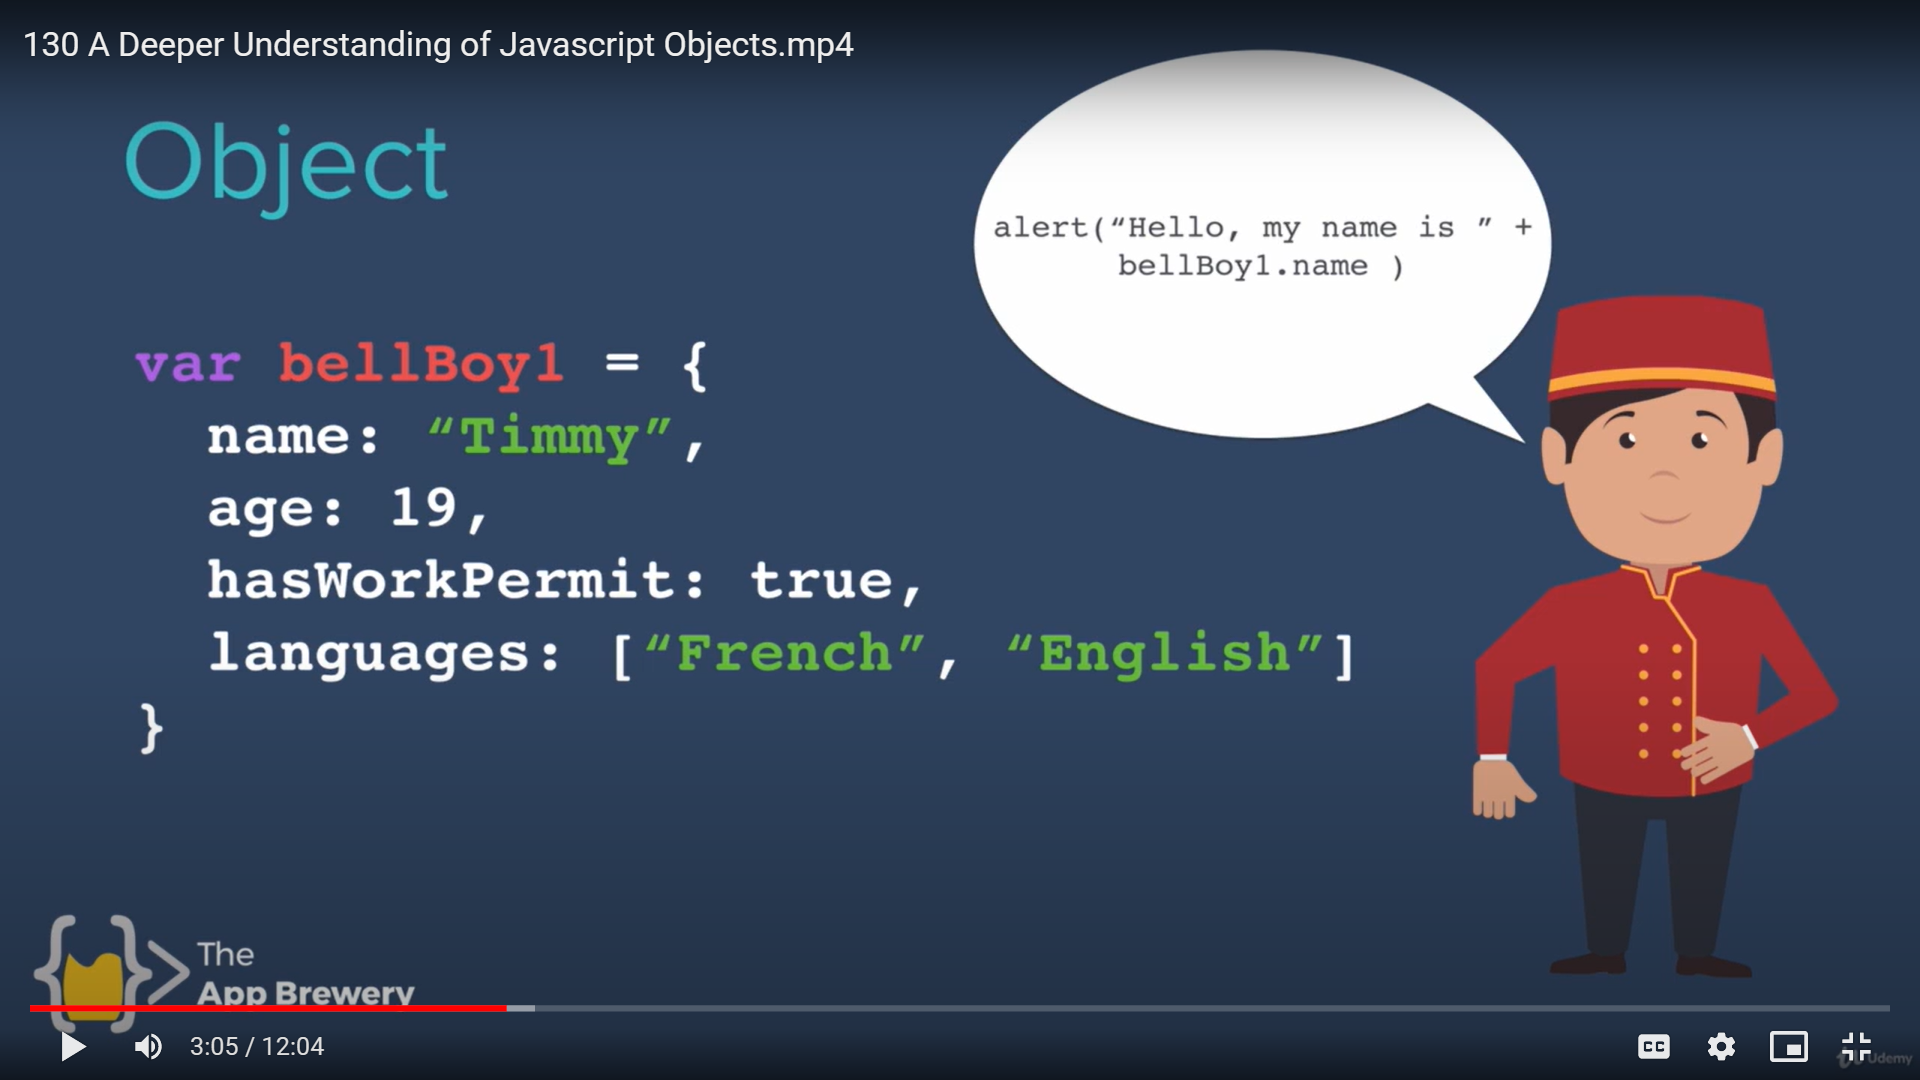 130 A Deeper Understanding of Javascript Objects.mp4
Object
alert(“Hello, my name is ” +
bellBoy1.name )
var bellBoy1 = {
name: “Timmy”,
age: 19,
hasWorkPermit: true,
languages: [“French”, “English”]
}
The
App Brewery
3:05 / 12:04
CC
Udemy